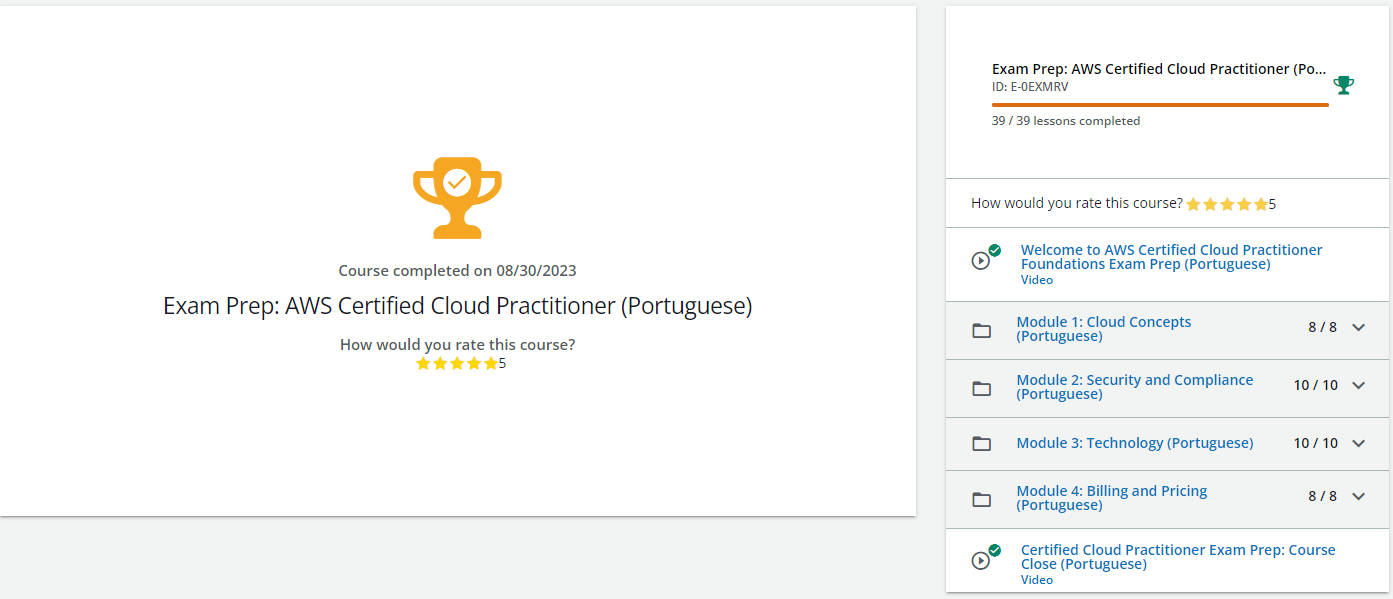 Course completed on 08/30/2023
Exam Prep: AWS Certified Cloud Practitioner (Portuguese)
How would you rate this course?
5
Exam Prep: AWS Certified Cloud Practitioner (Po...
ID: E-0EXMRV
39 / 39 lessons completed
How would you rate this course? 5
Welcome to AWS Certified Cloud Practitioner
Foundations Exam Prep (Portuguese)
Video
Module 1: Cloud Concepts
(Portuguese)
8 / 8
Module 2: Security and Compliance
(Portuguese)
10 / 10
Module 3: Technology (Portuguese)
10 / 10
Module 4: Billing and Pricing
(Portuguese)
8 / 8
Certified Cloud Practitioner Exam Prep: Course
Close (Portuguese)
Video